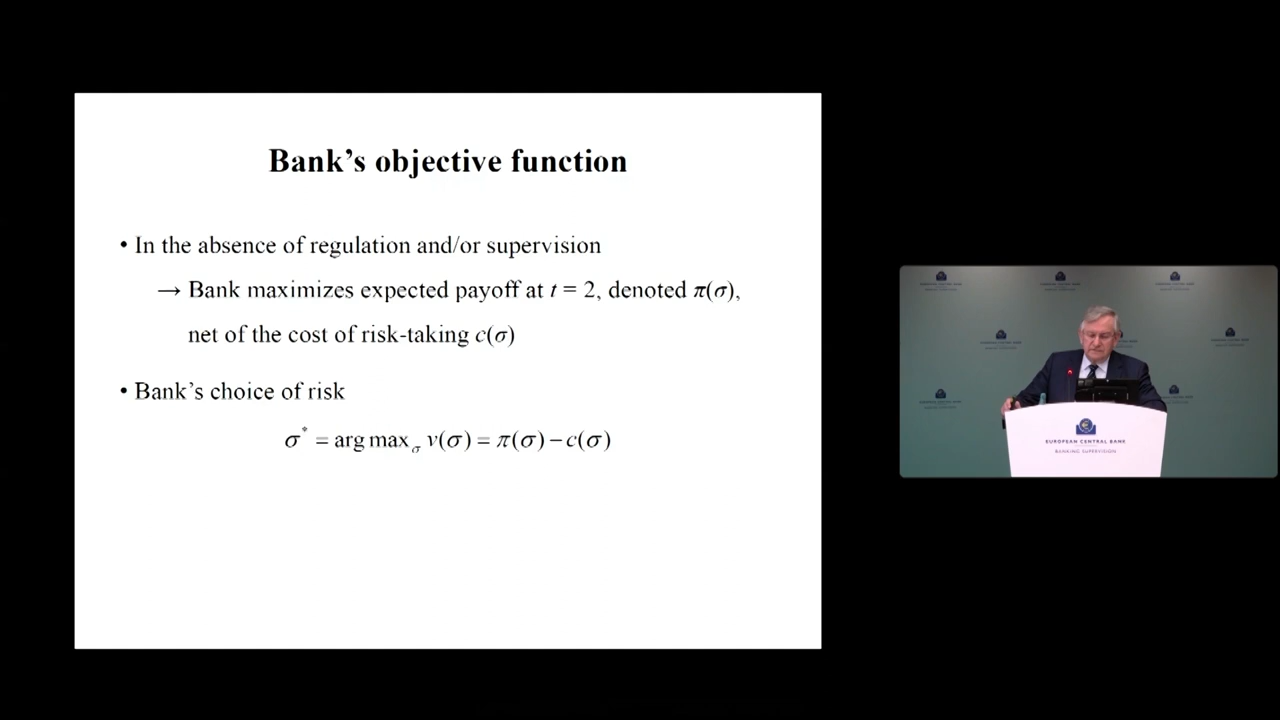 Bank's objective function
• In the absence of regulation and/or supervision
→ Bank maximizes expected payoff at t = 2, denoted π(σ),
net of the cost of risk-taking c(σ)
• Bank's choice of risk
σ* = arg max_σ v(σ) = π(σ) − c(σ)
EUROPEAN CENTRAL BANK
BANKING SUPERVISION